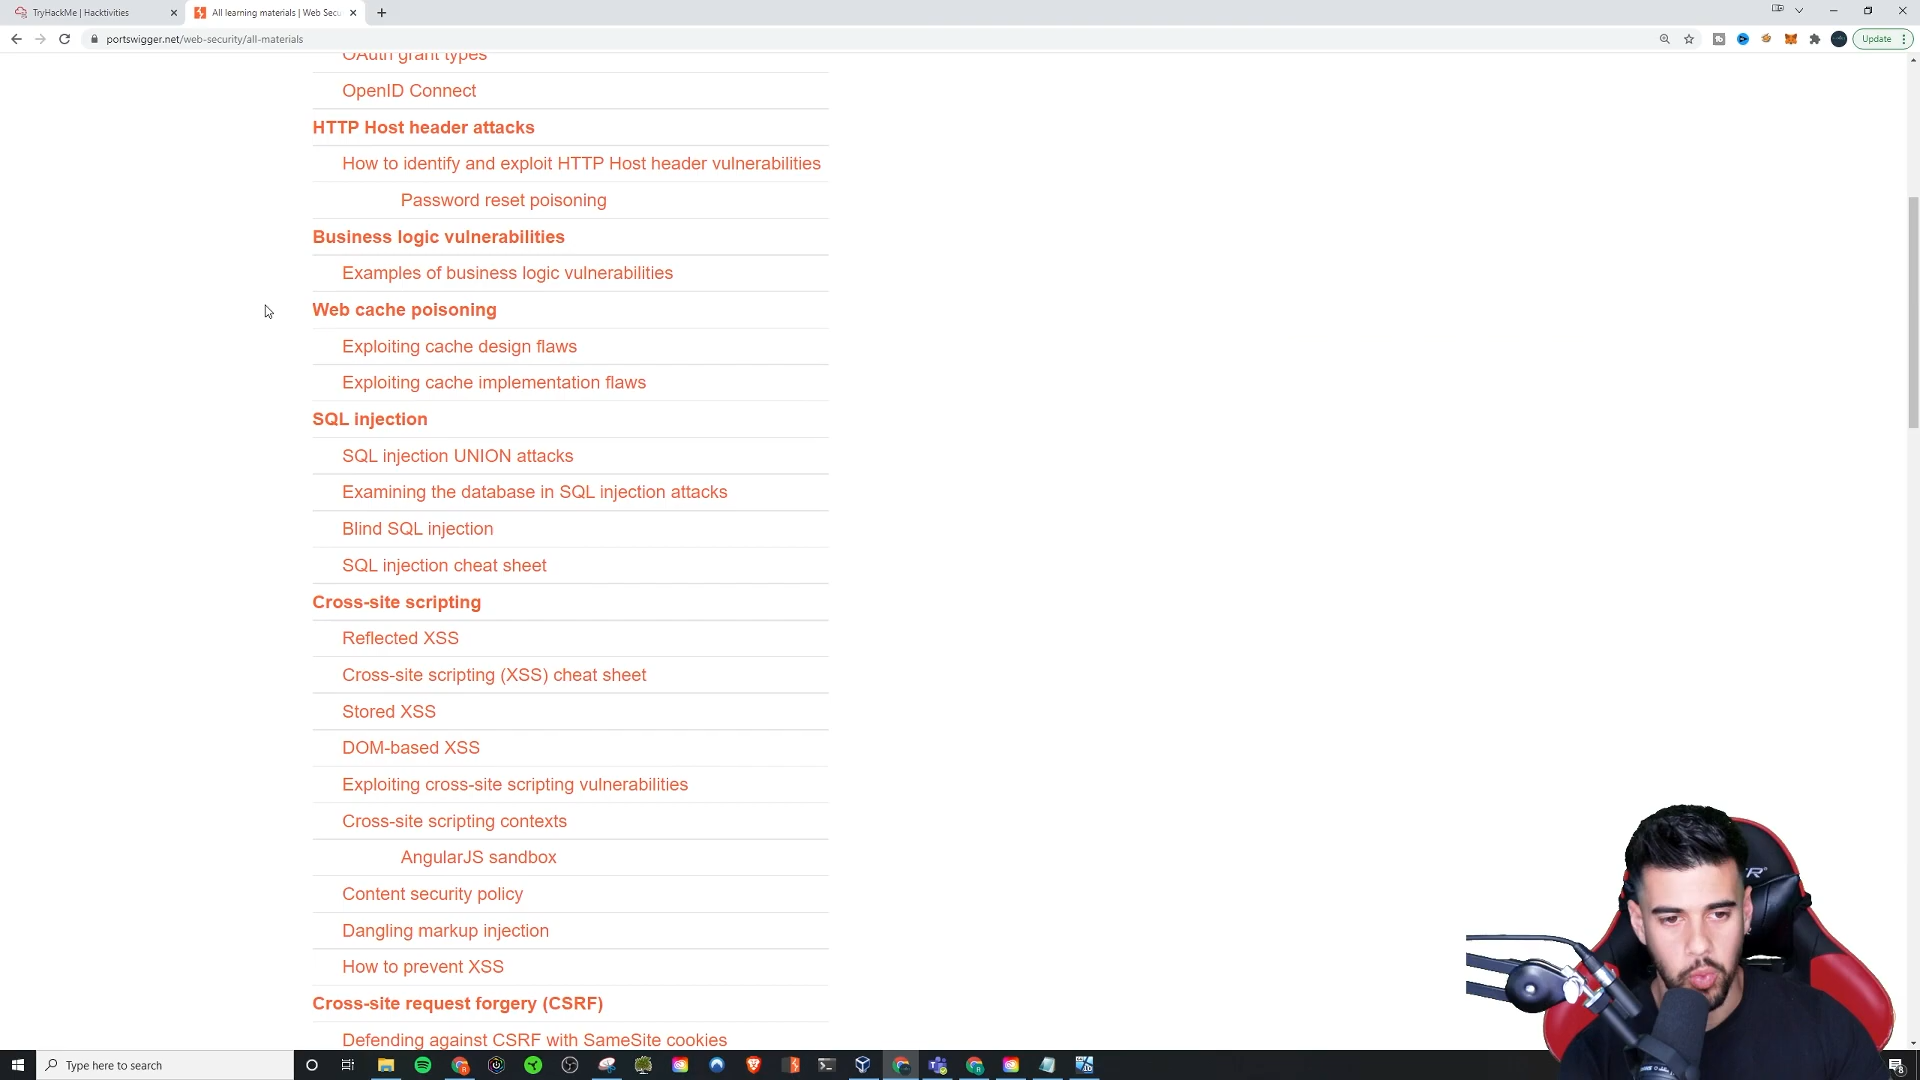 TryHackMe | Hacktivities
All learning materials | Web Secu
portswigger.net/web-security/all-materials
Update
OAuth grant types
OpenID Connect
HTTP Host header attacks
How to identify and exploit HTTP Host header vulnerabilities
Password reset poisoning
Business logic vulnerabilities
Examples of business logic vulnerabilities
Web cache poisoning
Exploiting cache design flaws
Exploiting cache implementation flaws
SQL injection
SQL injection UNION attacks
Examining the database in SQL injection attacks
Blind SQL injection
SQL injection cheat sheet
Cross-site scripting
Reflected XSS
Cross-site scripting (XSS) cheat sheet
Stored XSS
DOM-based XSS
Exploiting cross-site scripting vulnerabilities
Cross-site scripting contexts
AngularJS sandbox
Content security policy
Dangling markup injection
How to prevent XSS
Cross-site request forgery (CSRF)
Defending against CSRF with SameSite cookies
Type here to search